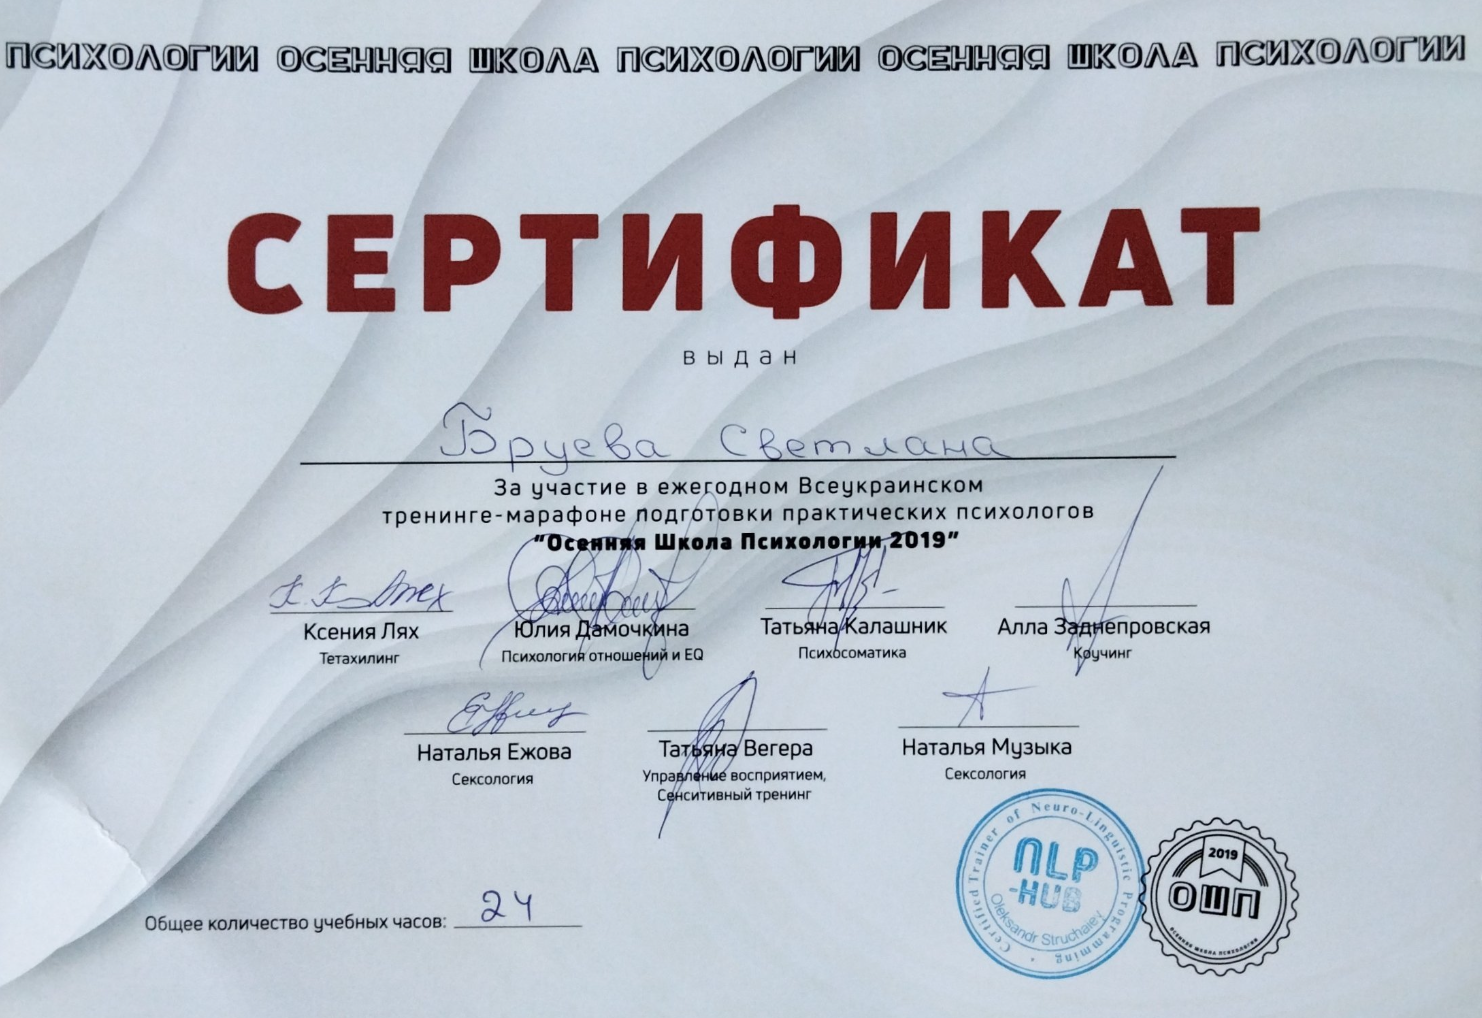 ПСИХОЛОГИИ ОСЕННЯЯ ШКОЛА ПСИХОЛОГИИ ОСЕННЯЯ ШКОЛА ПСИХОЛОГИИ
СЕРТИФИКАТ
выдан
Бруева Светлана
За участие в ежегодном Всеукраинском
тренинге-марафоне подготовки практических психологов
"Осенняя Школа Психологии 2019"
Ксения Лях
Тетахилинг
Юлия Дамочкина
Психология отношений и EQ
Татьяна Калашник
Психосоматика
Алла Заднепровская
Коучинг
Наталья Ежова
Сексология
Татьяна Вегера
Управление восприятием,
Сенситивный тренинг
Наталья Музыка
Сексология
Общее количество учебных часов: 24
Certified Trainer of Neuro-Linguistic Programming
NLP
-HUB
Oleksandr Struchaiev
2019
ОШП
ОСЕННЯЯ ШКОЛА ПСИХОЛОГИИ